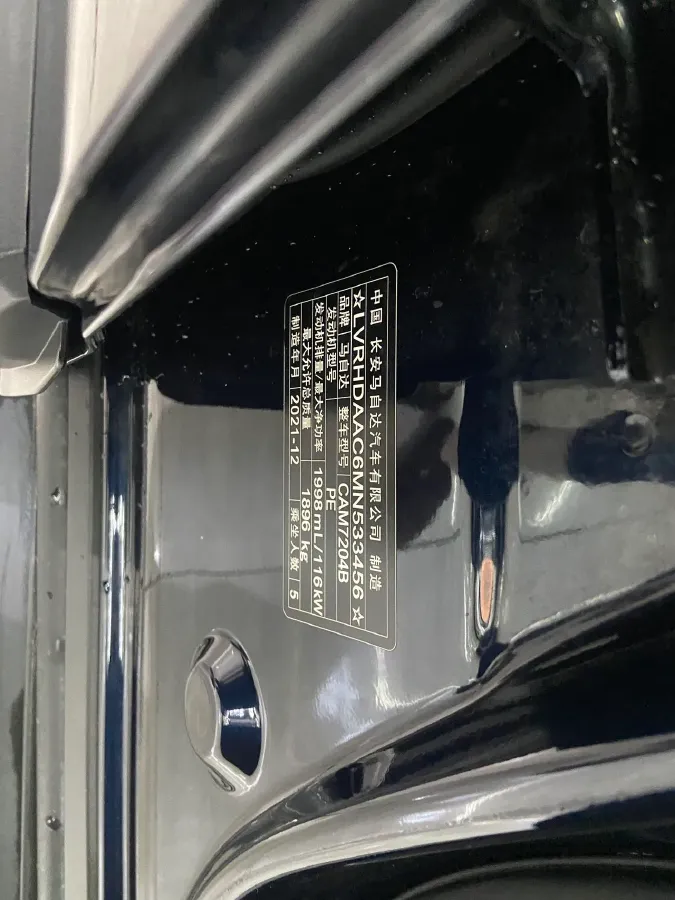 中国 长安马自达汽车有限公司 制造
☆LVRHDAAC6MN533456☆
品牌 马自达 整车型号 CAM7204B
发动机型号 PE
发动机排量/最大净功率 1998mL/116kW
最大允许总质量 1896 kg
制造年月 2021-12 乘坐人数 5